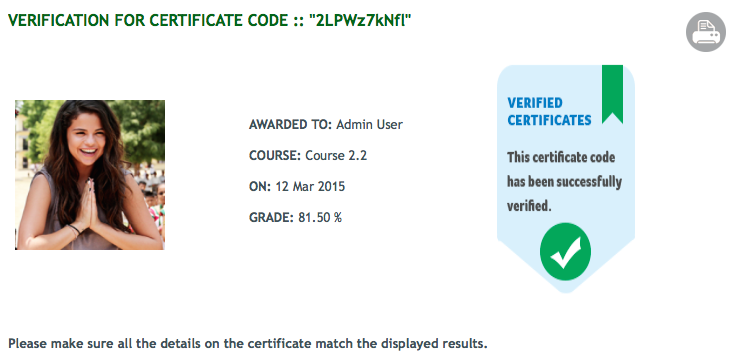 VERIFICATION FOR CERTIFICATE CODE :: "2LPWz7kNfl"
AWARDED TO: Admin User
COURSE: Course 2.2
ON: 12 Mar 2015
GRADE: 81.50 %
VERIFIED
CERTIFICATES
This certificate code
has been successfully
verified.
Please make sure all the details on the certificate match the displayed results.